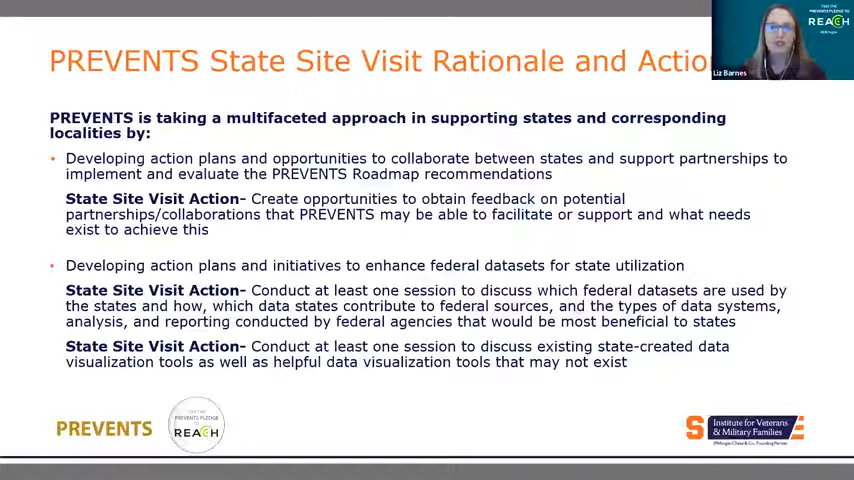 PREVENTS State Site Visit Rationale and Actio
TAKE THE
PREVENTS PLEDGE TO
REACH
Liz Barnes
PREVENTS is taking a multifaceted approach in supporting states and corresponding
localities by:
• Developing action plans and opportunities to collaborate between states and support partnerships to
implement and evaluate the PREVENTS Roadmap recommendations
State Site Visit Action- Create opportunities to obtain feedback on potential
partnerships/collaborations that PREVENTS may be able to facilitate or support and what needs
exist to achieve this
• Developing action plans and initiatives to enhance federal datasets for state utilization
State Site Visit Action- Conduct at least one session to discuss which federal datasets are used by
the states and how, which data states contribute to federal sources, and the types of data systems,
analysis, and reporting conducted by federal agencies that would be most beneficial to states
State Site Visit Action- Conduct at least one session to discuss existing state-created data
visualization tools as well as helpful data visualization tools that may not exist
PREVENTS
TAKE THE
PREVENTS PLEDGE
TO
REACH
S
Institute for Veterans
& Military Families
JPMorgan Chase & Co., Founding Partner